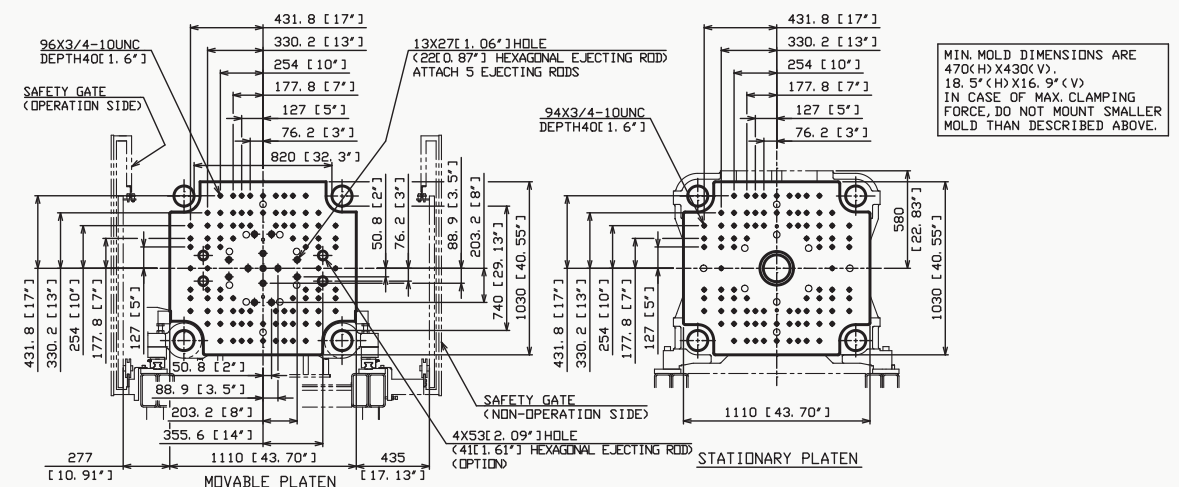 431.8 [17″]
330.2 [13″]
254 [10″]
177.8 [7″]
127 [5″]
76.2 [3″]
820 [32.3″]
96X3/4-10UNC
DEPTH40[1.6″]
SAFETY GATE
(OPERATION SIDE)
13X27[1.06″]HOLE
(22[0.87″] HEXAGONAL EJECTING ROD)
ATTACH 5 EJECTING RODS
50.8 [2″]
76.2 [3″]
88.9 [3.5″]
203.2 [8″]
740 [29.13″]
1030 [40.55″]
431.8 [17″]
330.2 [13″]
254 [10″]
177.8 [7″]
127 [5″]
50.8 [2″]
88.9 [3.5″]
203.2 [8″]
355.6 [14″]
277
[10.91″]
1110 [43.70″]
435
[17.13″]
SAFETY GATE
(NON-OPERATION SIDE)
4X53[2.09″]HOLE
(41[1.61″] HEXAGONAL EJECTING ROD)
(OPTION)
MOVABLE PLATEN
431.8 [17″]
330.2 [13″]
254 [10″]
177.8 [7″]
127 [5″]
76.2 [3″]
94X3/4-10UNC
DEPTH40[1.6″]
580
[22.83″]
1030 [40.55″]
431.8 [17″]
330.2 [13″]
254 [10″]
177.8 [7″]
127 [5″]
1110 [43.70″]
STATIONARY PLATEN
MIN. MOLD DIMENSIONS ARE
470(H)X430(V).
18.5″(H)X16.9″(V)
IN CASE OF MAX. CLAMPING
FORCE, DO NOT MOUNT SMALLER
MOLD THAN DESCRIBED ABOVE.